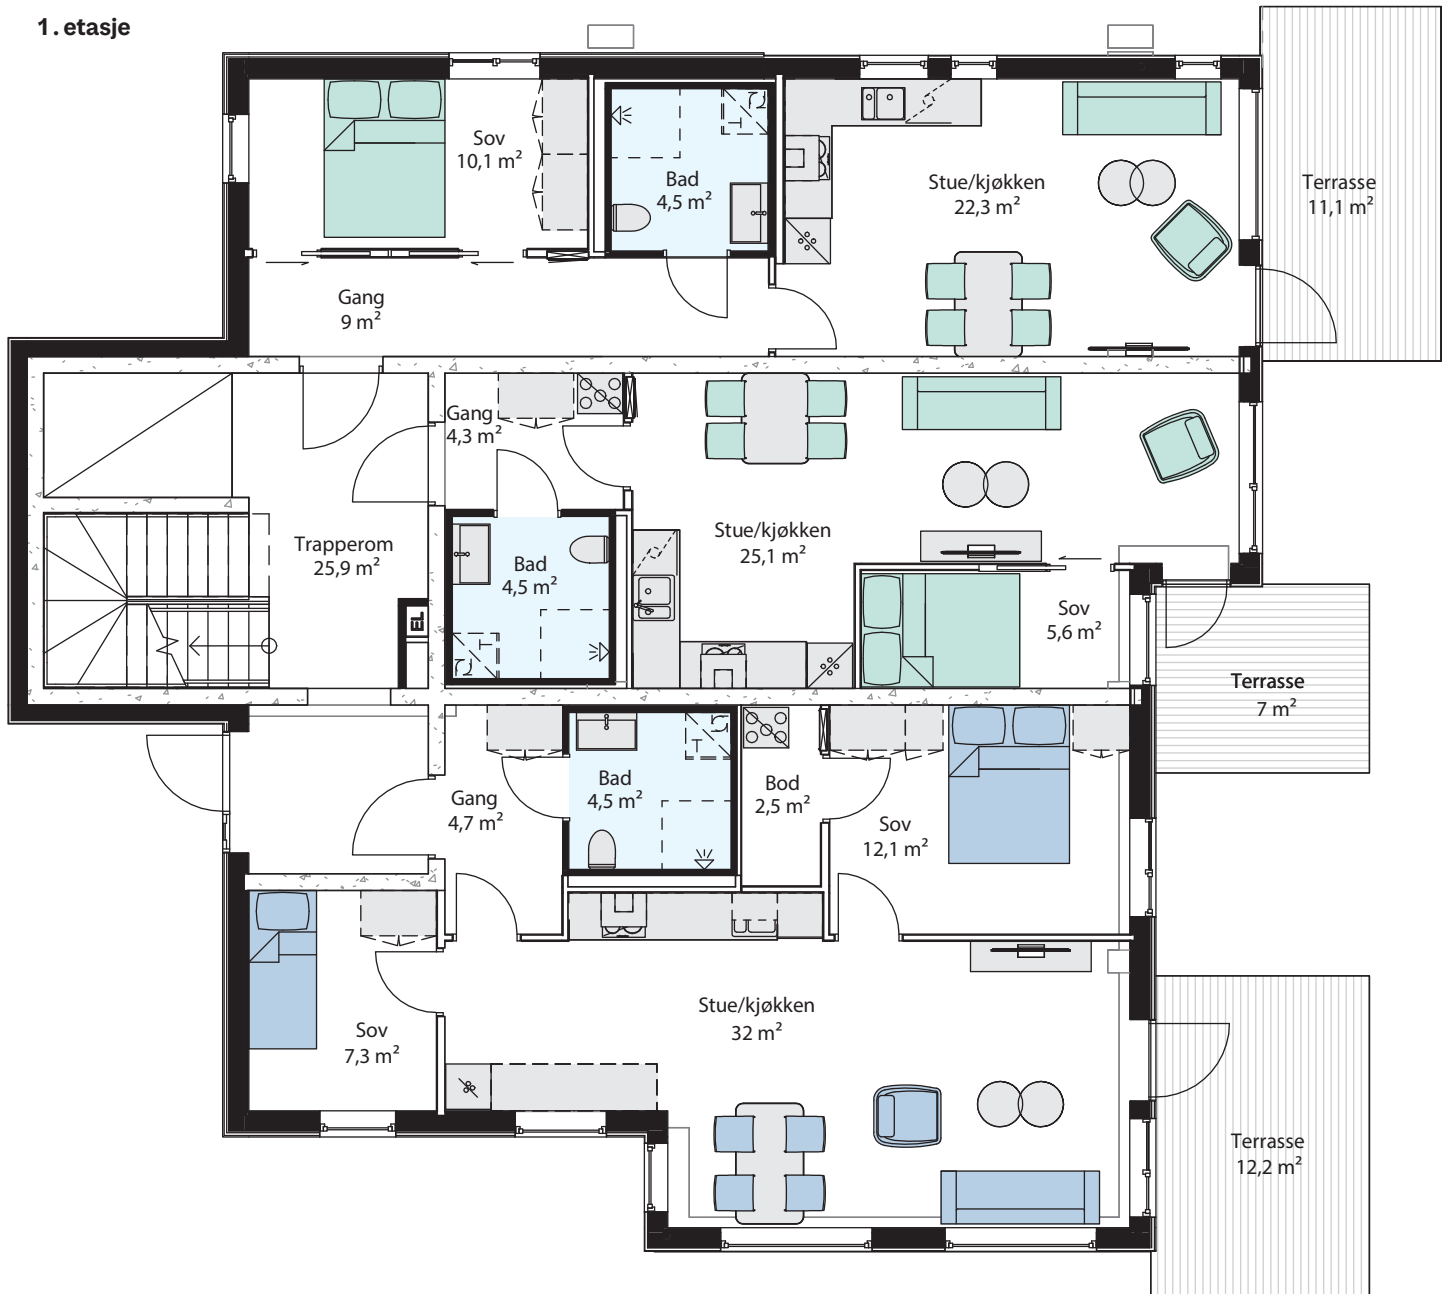 1. etasje
Sov
10,1 m²
Bad
4,5 m²
Stue/kjøkken
22,3 m²
Terrasse
11,1 m²
Gang
9 m²
Gang
4,3 m²
Trapperom
25,9 m²
Bad
4,5 m²
Stue/kjøkken
25,1 m²
Sov
5,6 m²
EL
Terrasse
7 m²
Gang
4,7 m²
Bad
4,5 m²
Bod
2,5 m²
Sov
12,1 m²
Sov
7,3 m²
Stue/kjøkken
32 m²
Terrasse
12,2 m²